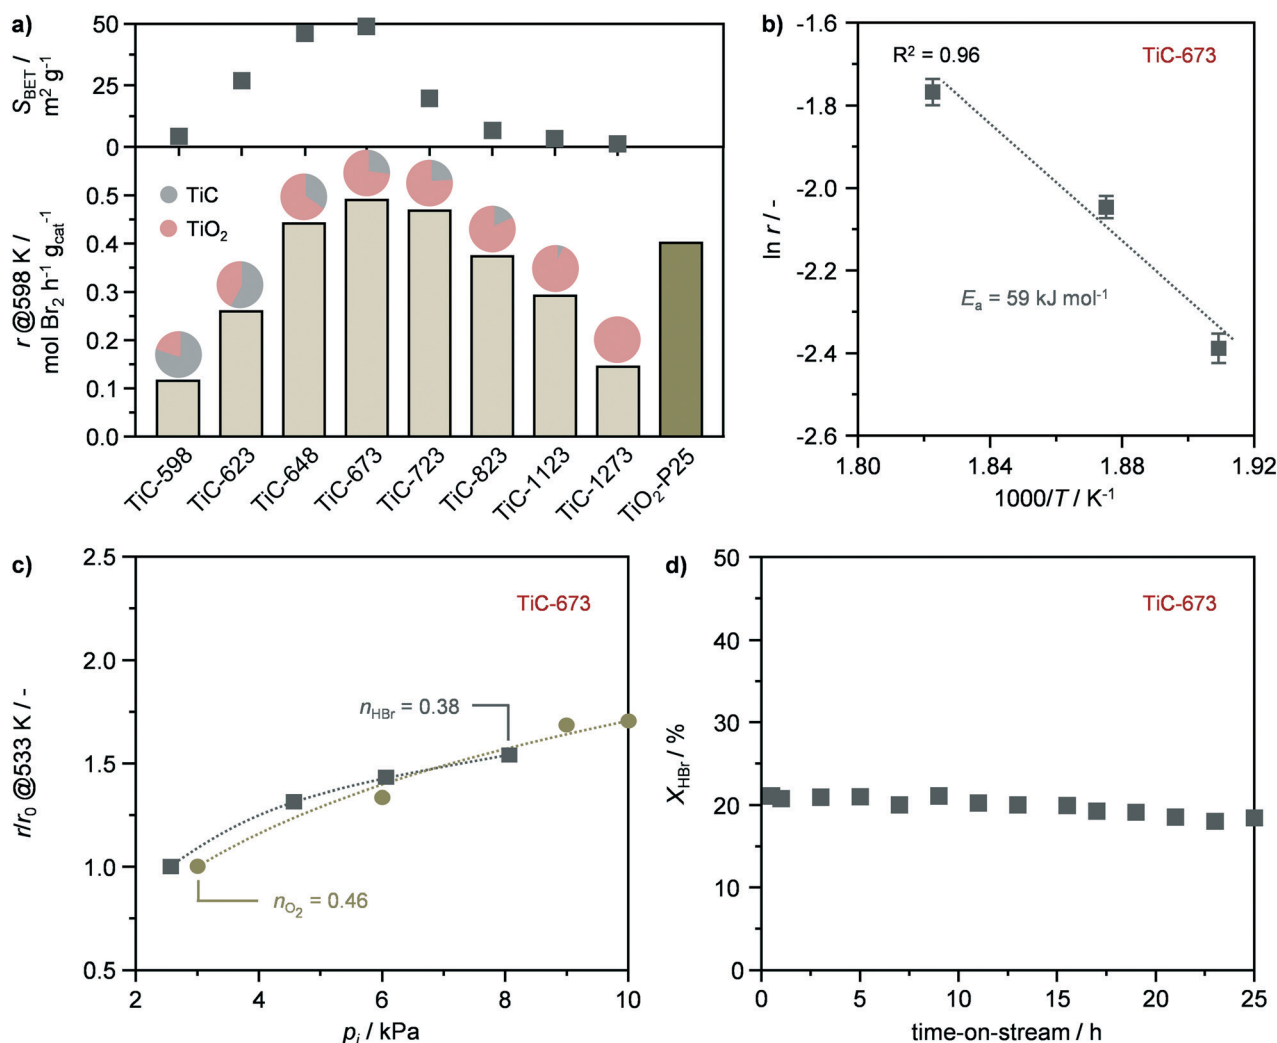 a)
S_BET /
m² g⁻¹
50
25
0
TiC
TiO₂
r @598 K /
mol Br₂ h⁻¹ g_cat⁻¹
0.5
0.4
0.3
0.2
0.1
0.0
TiC-598
TiC-623
TiC-648
TiC-673
TiC-723
TiC-823
TiC-1123
TiC-1273
TiO₂-P25
b)
ln r / -
-1.6
-1.8
-2.0
-2.2
-2.4
-2.6
R² = 0.96
TiC-673
Eₐ = 59 kJ mol⁻¹
1.80 1.84 1.88 1.92
1000/T / K⁻¹
c)
r/r₀ @533 K / -
2.5
2.0
1.5
1.0
0.5
TiC-673
n_HBr = 0.38
n_O₂ = 0.46
2 4 6 8 10
pᵢ / kPa
d)
X_HBr / %
50
40
30
20
10
0
TiC-673
0 5 10 15 20 25
time-on-stream / h